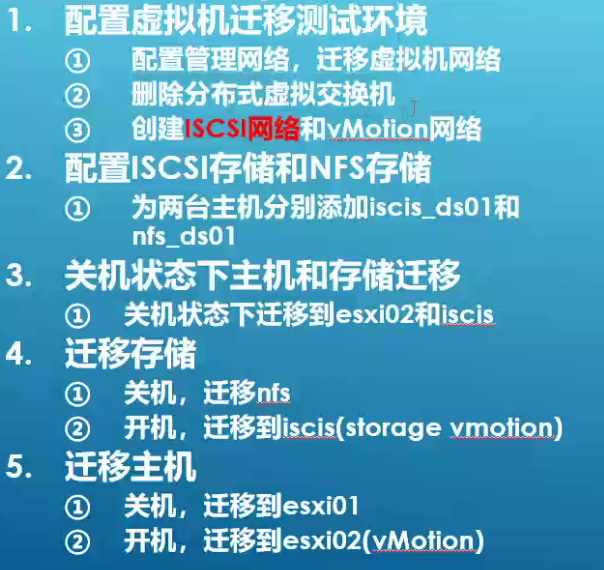 1. 配置虚拟机迁移测试环境
① 配置管理网络，迁移虚拟机网络
② 删除分布式虚拟交换机
③ 创建ISCSI网络和vMotion网络
2. 配置ISCSI存储和NFS存储
① 为两台主机分别添加iscis_ds01和
nfs_ds01
3. 关机状态下主机和存储迁移
① 关机状态下迁移到esxi02和iscis
4. 迁移存储
① 关机，迁移nfs
② 开机，迁移到iscis(storage vmotion)
5. 迁移主机
① 关机，迁移到esxi01
② 开机，迁移到esxi02(vMotion)